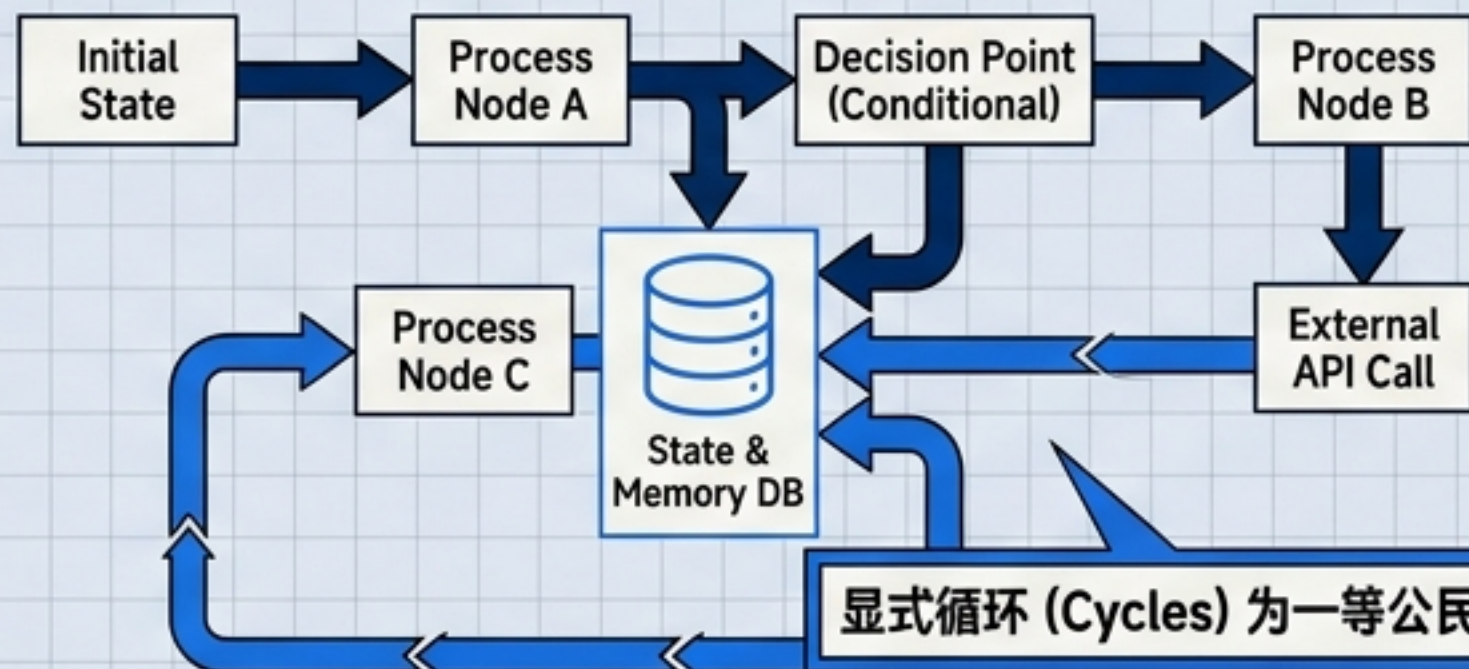 Initial
State
Process
Node A
Decision Point
(Conditional)
Process
Node B
Process
Node C
State &
Memory DB
External
API Call
显式循环 (Cycles) 为一等公民